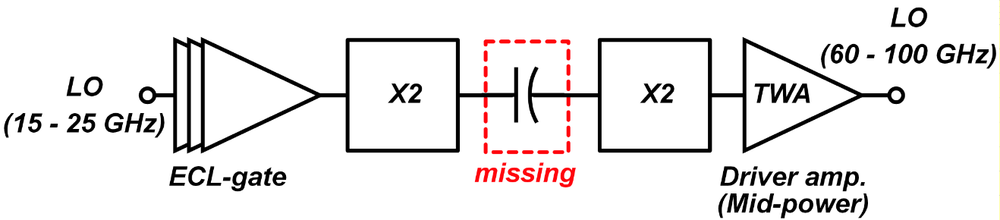 LO
(15 - 25 GHz)
ECL-gate
X2
missing
X2
TWA
Driver amp.
(Mid-power)
LO
(60 - 100 GHz)